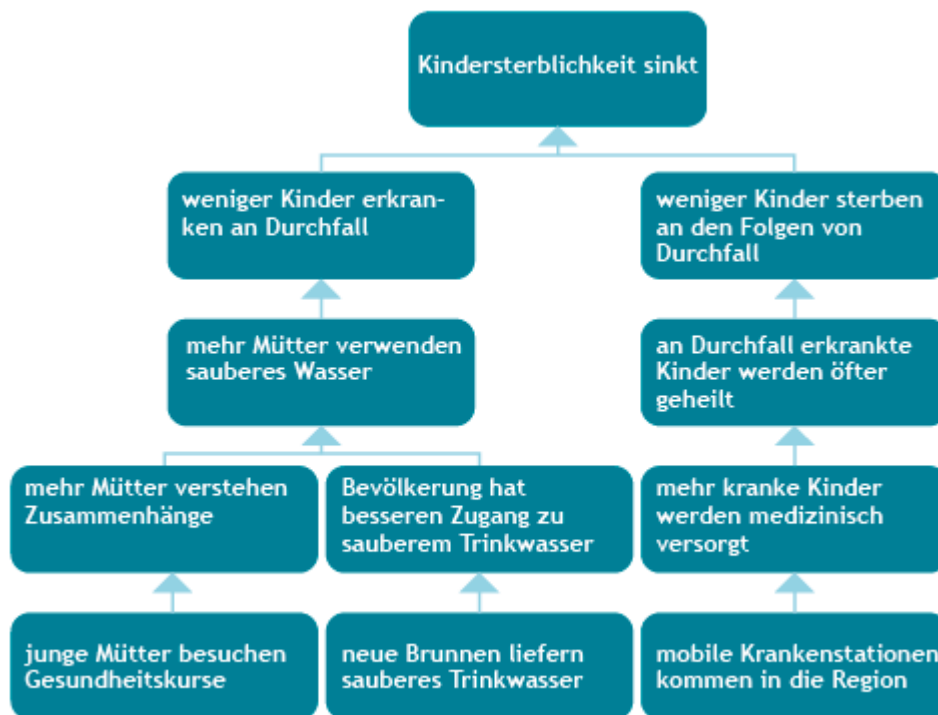 Kindersterblichkeit sinkt
weniger Kinder erkran-
ken an Durchfall
weniger Kinder sterben
an den Folgen von
Durchfall
mehr Mütter verwenden
sauberes Wasser
an Durchfall erkrankte
Kinder werden öfter
geheilt
mehr Mütter verstehen
Zusammenhänge
Bevölkerung hat
besseren Zugang zu
sauberem Trinkwasser
mehr kranke Kinder
werden medizinisch
versorgt
junge Mütter besuchen
Gesundheitskurse
neue Brunnen liefern
sauberes Trinkwasser
mobile Krankenstationen
kommen in die Region